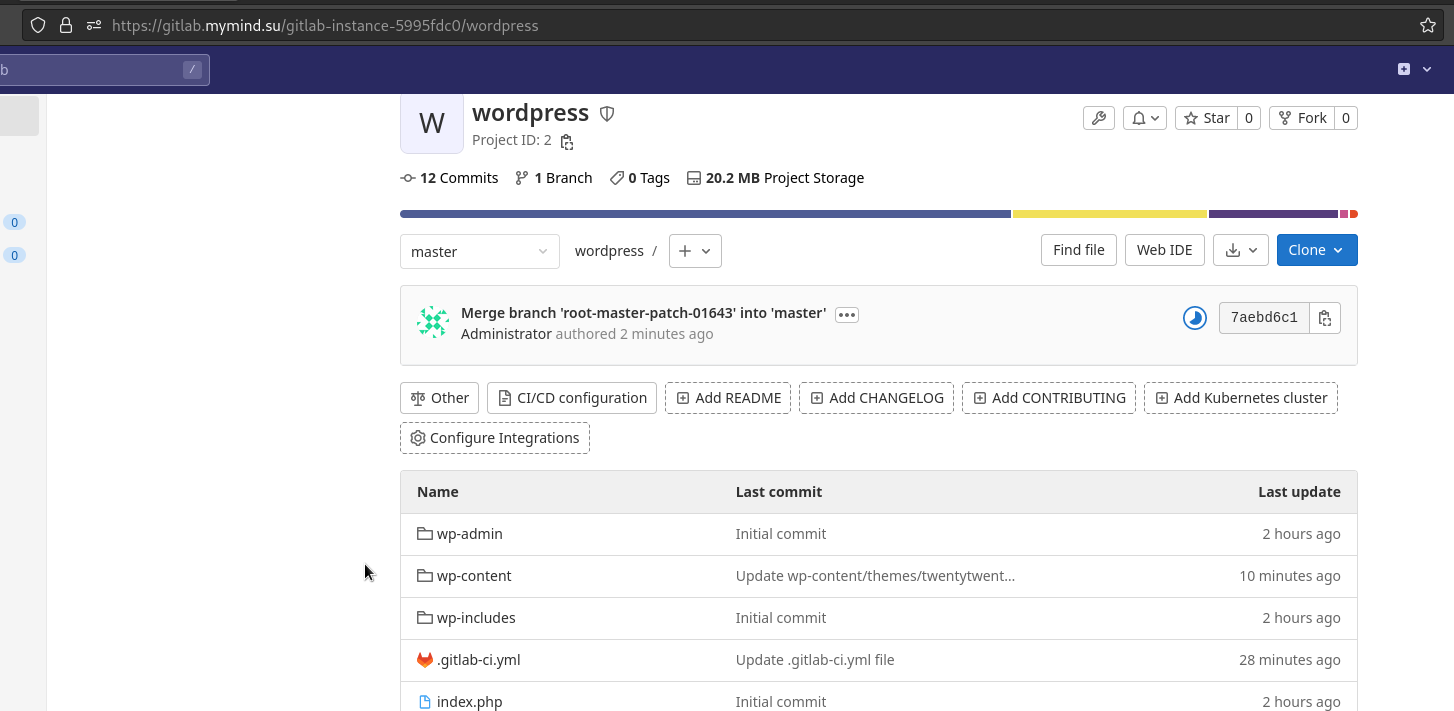 https://gitlab.mymind.su/gitlab-instance-5995fdc0/wordpress
b /
W wordpress
Project ID: 2
Star 0 Fork 0
12 Commits 1 Branch 0 Tags 20.2 MB Project Storage
0
0
master wordpress / + Find file Web IDE Clone
Merge branch 'root-master-patch-01643' into 'master' •••
Administrator authored 2 minutes ago
7aebd6c1
Other CI/CD configuration Add README Add CHANGELOG Add CONTRIBUTING Add Kubernetes cluster
Configure Integrations
Name Last commit Last update
wp-admin Initial commit 2 hours ago
wp-content Update wp-content/themes/twentytwent... 10 minutes ago
wp-includes Initial commit 2 hours ago
.gitlab-ci.yml Update .gitlab-ci.yml file 28 minutes ago
index.php Initial commit 2 hours ago